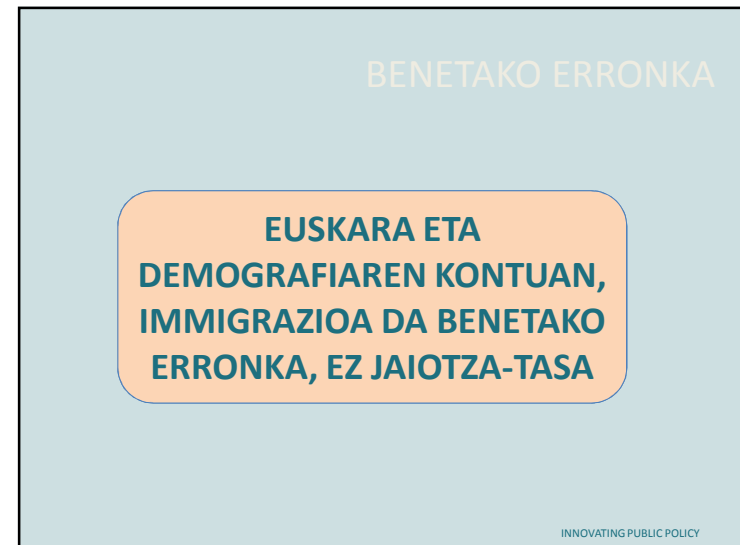 BENETAKO ERRONKA
EUSKARA ETA
DEMOGRAFIAREN KONTUAN,
IMMIGRAZIOA DA BENETAKO
ERRONKA, EZ JAIOTZA-TASA
INNOVATING PUBLIC POLICY